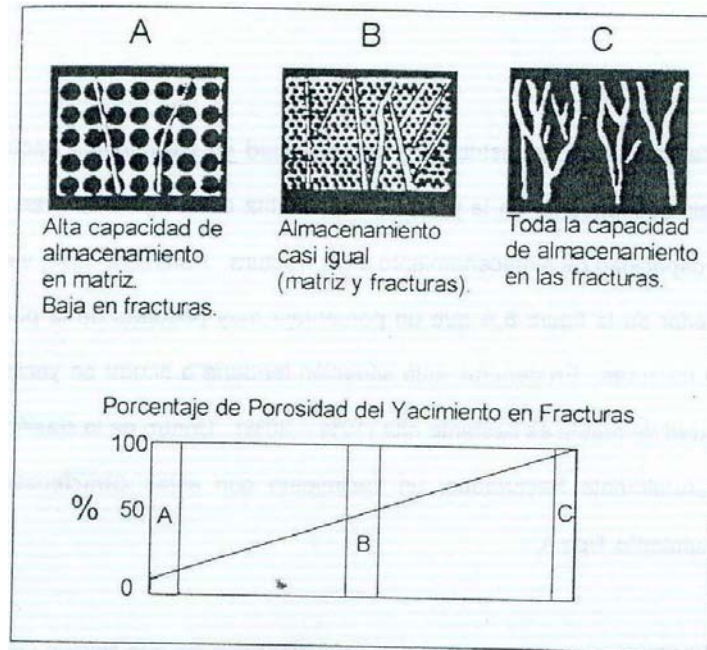 A
B
C
Alta capacidad de
almacenamiento
en matriz.
Baja en fracturas.
Almacenamiento
casi igual
(matriz y fracturas).
Toda la capacidad
de almacenamiento
en las fracturas.
Porcentaje de Porosidad del Yacimiento en Fracturas
100
%
50
0
A
B
C